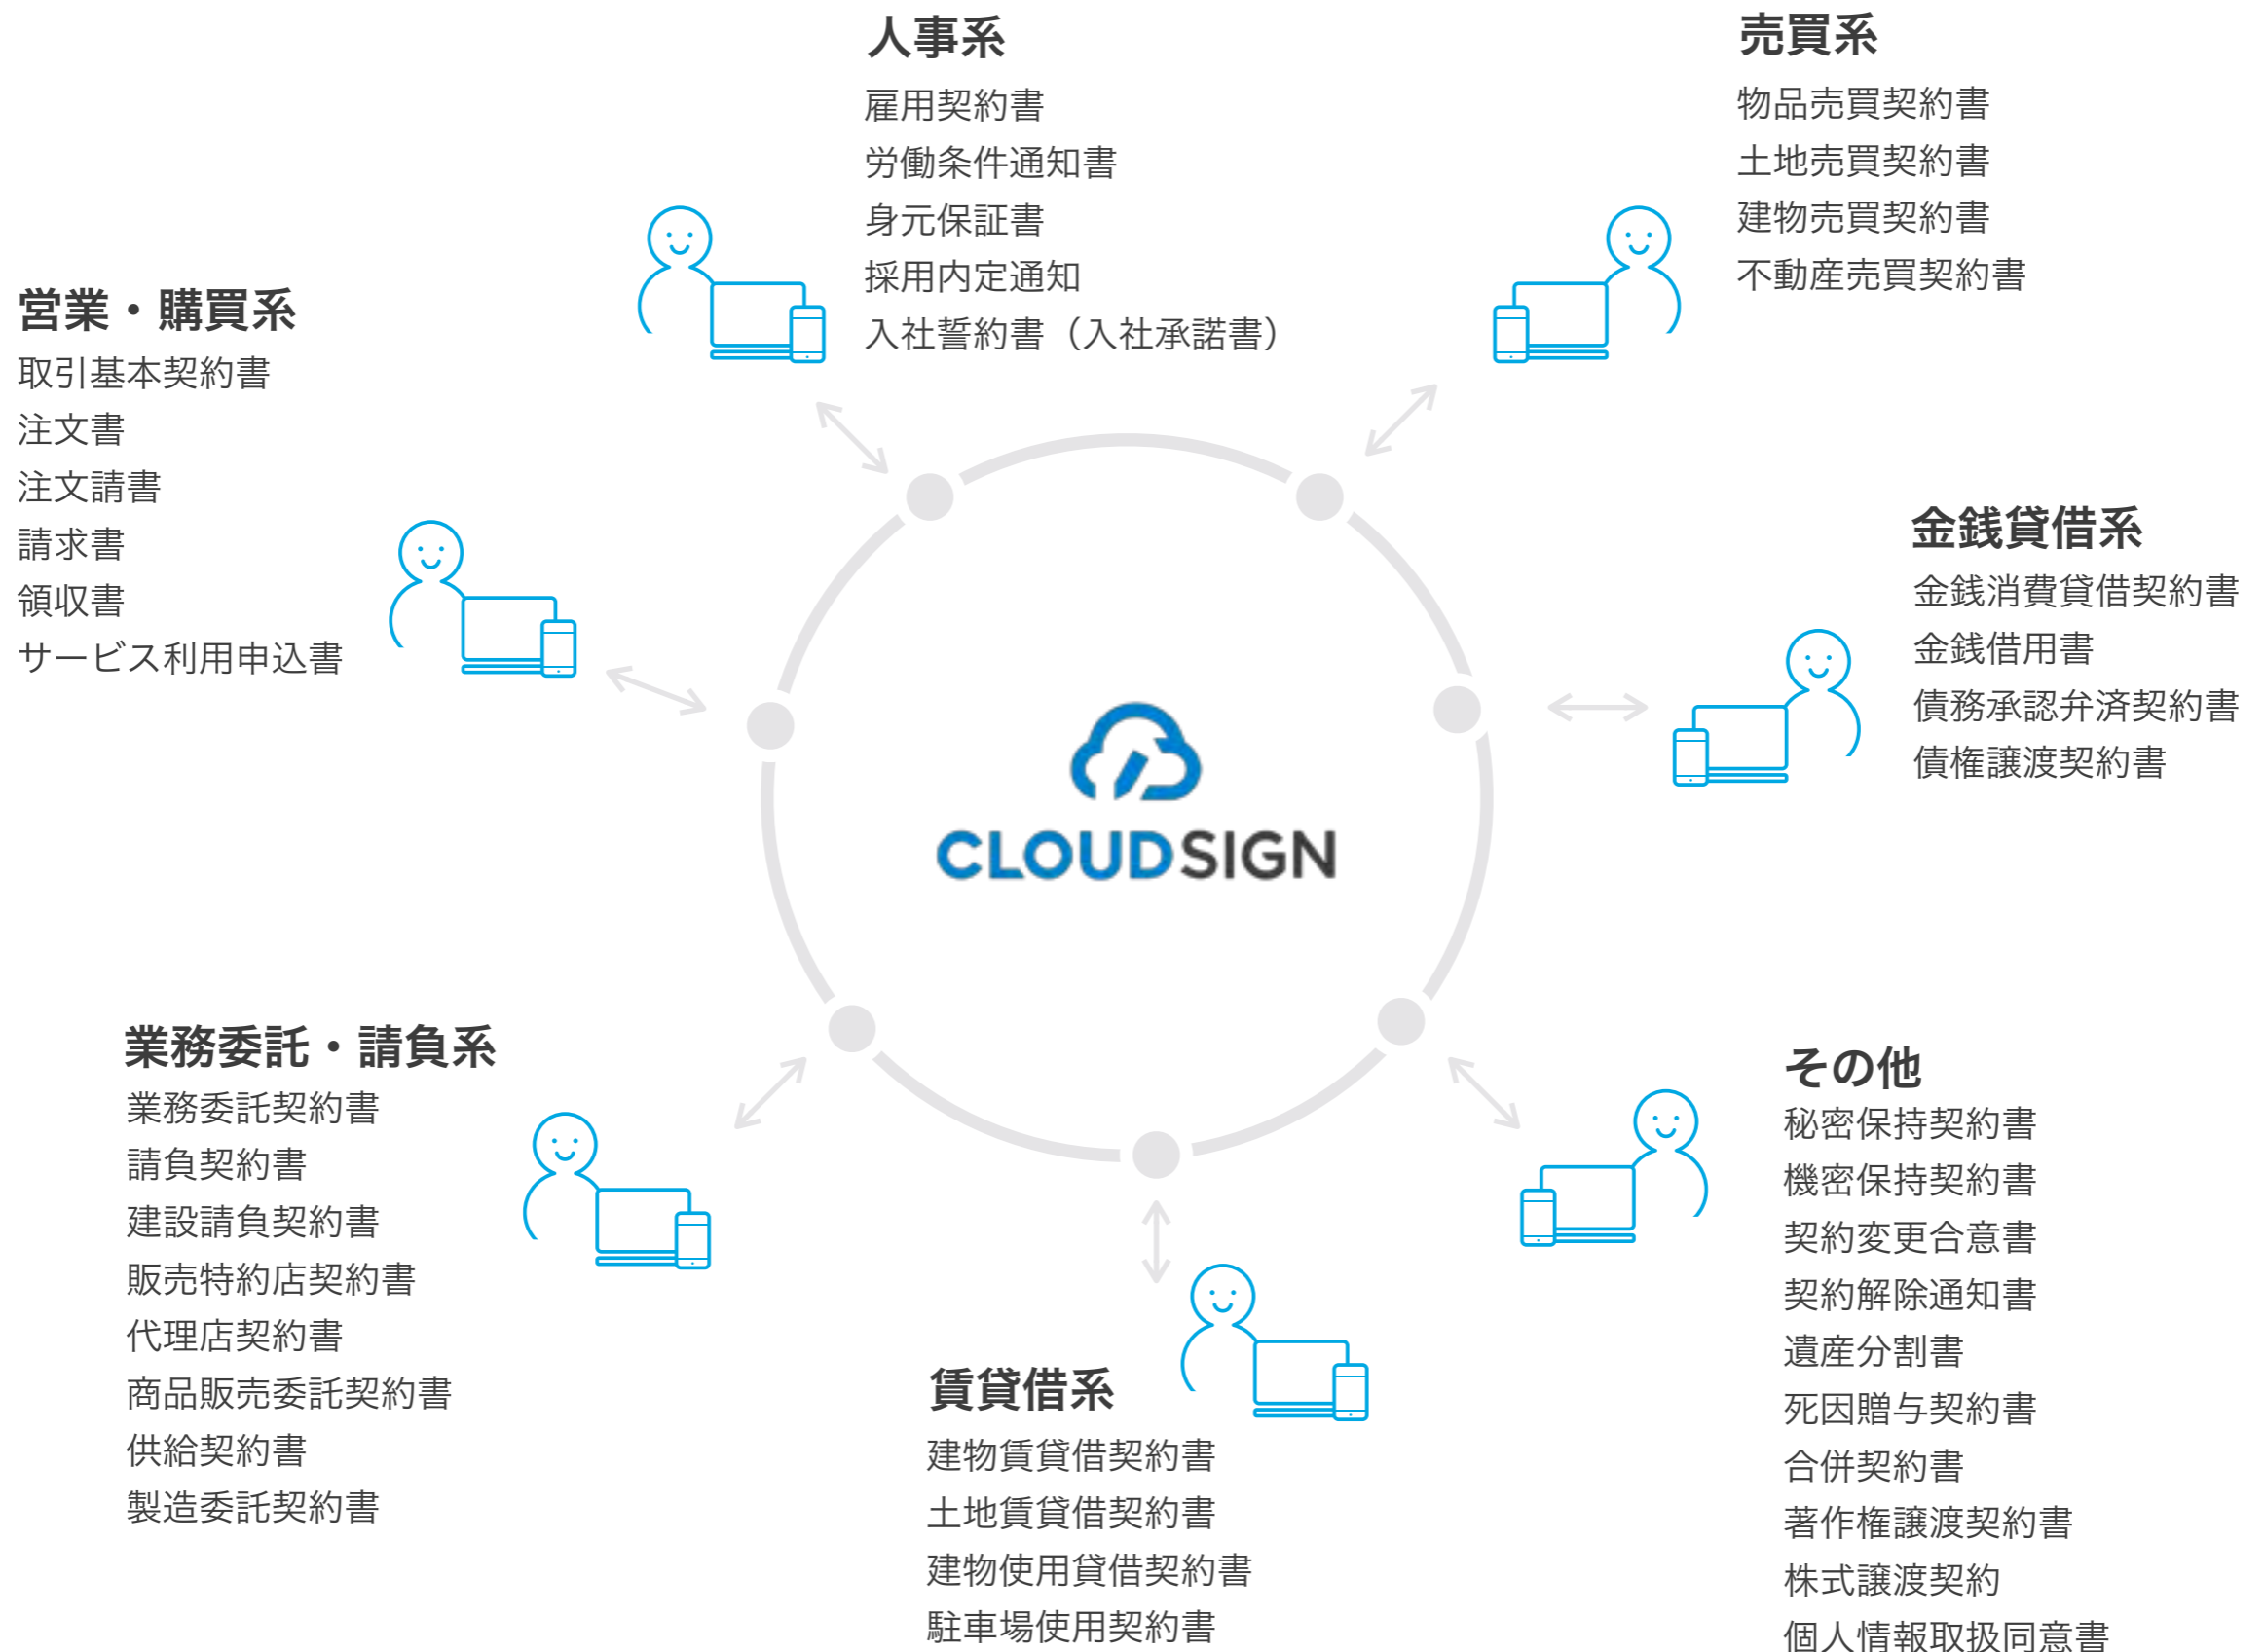 人事系
雇用契約書
労働条件通知書
身元保証書
採用内定通知
入社誓約書（入社承諾書）
売買系
物品売買契約書
土地売買契約書
建物売買契約書
不動産売買契約書
営業・購買系
取引基本契約書
注文書
注文請書
請求書
領収書
サービス利用申込書
金銭貸借系
金銭消費貸借契約書
金銭借用書
債務承認弁済契約書
債権譲渡契約書
CLOUDSIGN
業務委託・請負系
業務委託契約書
請負契約書
建設請負契約書
販売特約店契約書
代理店契約書
商品販売委託契約書
供給契約書
製造委託契約書
賃貸借系
建物賃貸借契約書
土地賃貸借契約書
建物使用貸借契約書
駐車場使用契約書
その他
秘密保持契約書
機密保持契約書
契約変更合意書
契約解除通知書
遺産分割書
死因贈与契約書
合併契約書
著作権譲渡契約書
株式譲渡契約
個人情報取扱同意書